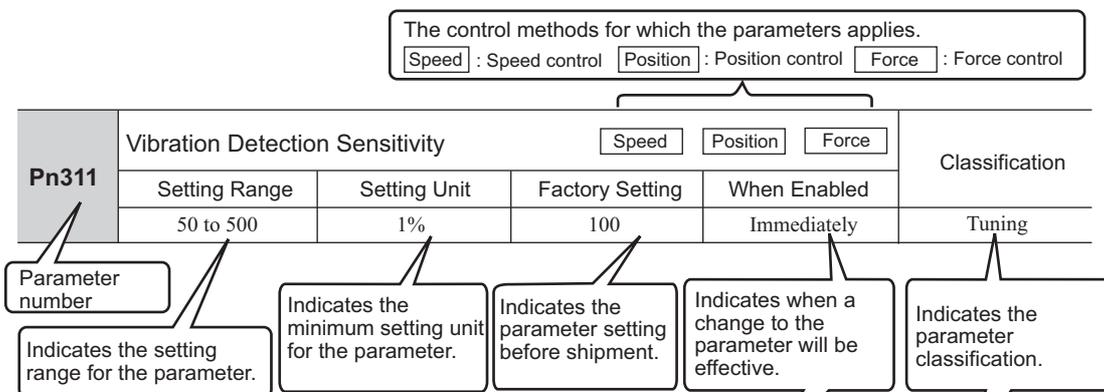 The control methods for which the parameters applies.
Speed : Speed control Position : Position control Force : Force control
Vibration Detection Sensitivity Speed Position Force
Classification
Pn311
Setting Range Setting Unit Factory Setting When Enabled
50 to 500 1% 100 Immediately Tuning
Parameter
number
Indicates the setting
range for the parameter.
Indicates the
minimum setting unit
for the parameter.
Indicates the
parameter setting
before shipment.
Indicates when a
change to the
parameter will be
effective.
Indicates the
parameter
classification.